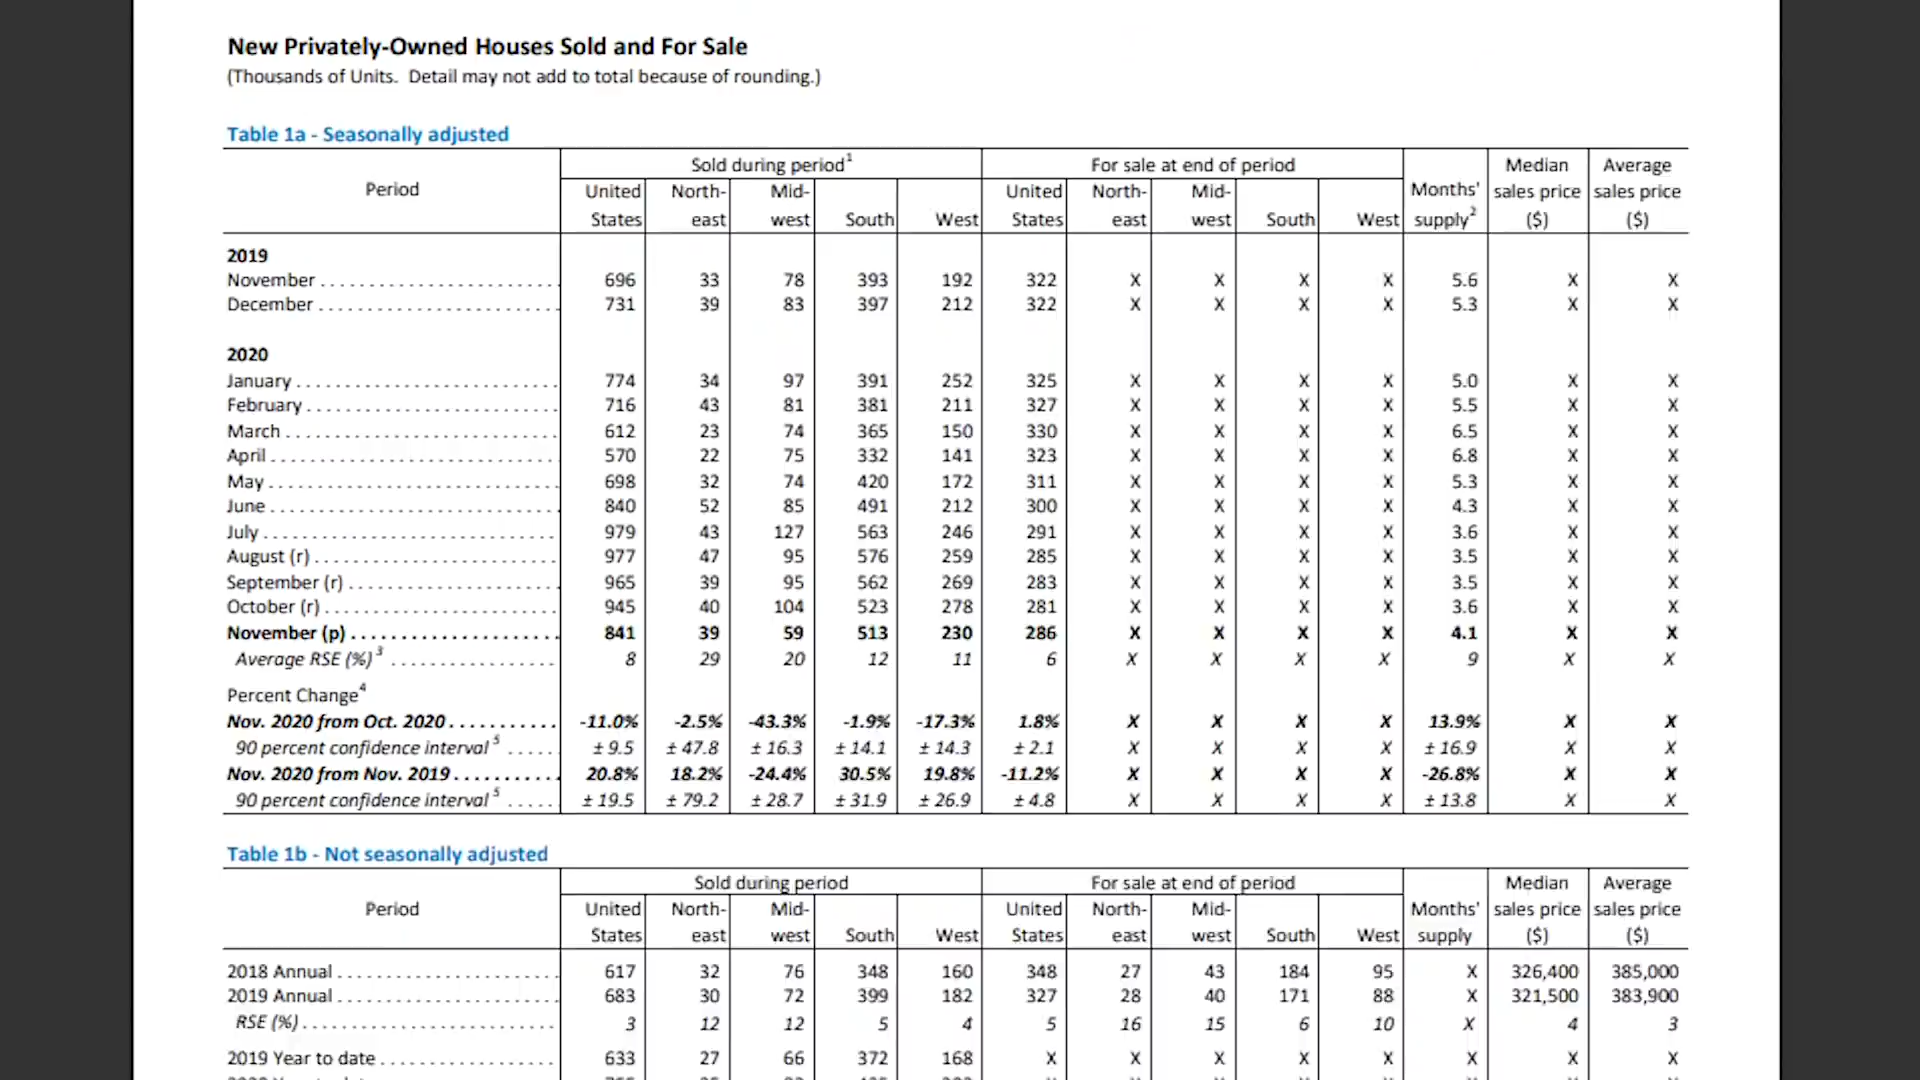 New Privately-Owned Houses Sold and For Sale
(Thousands of Units. Detail may not add to total because of rounding.)
Table 1a - Seasonally adjusted
Period
Sold during period¹
For sale at end of period
Months' supply²
Median sales price ($)
Average sales price ($)
United States North-east Mid-west South West United States North-east Mid-west South West
2019
November 696 33 78 393 192 322 X X X X 5.6 X X
December 731 39 83 397 212 322 X X X X 5.3 X X
2020
January 774 34 97 391 252 325 X X X X 5.0 X X
February 716 43 81 381 211 327 X X X X 5.5 X X
March 612 23 74 365 150 330 X X X X 6.5 X X
April 570 22 75 332 141 323 X X X X 6.8 X X
May 698 32 74 420 172 311 X X X X 5.3 X X
June 840 52 85 491 212 300 X X X X 4.3 X X
July 979 43 127 563 246 291 X X X X 3.6 X X
August (r) 977 47 95 576 259 285 X X X X 3.5 X X
September (r) 965 39 95 562 269 283 X X X X 3.5 X X
October (r) 945 40 104 523 278 281 X X X X 3.6 X X
November (p) 841 39 59 513 230 286 X X X X 4.1 X X
Average RSE (%)³ 8 29 20 12 11 6 X X X X 9 X X
Percent Change⁴
Nov. 2020 from Oct. 2020 -11.0% -2.5% -43.3% -1.9% -17.3% 1.8% X X X X 13.9% X X
90 percent confidence interval⁵ ± 9.5 ± 47.8 ± 16.3 ± 14.1 ± 14.3 ± 2.1 X X X X ± 16.9 X X
Nov. 2020 from Nov. 2019 20.8% 18.2% -24.4% 30.5% 19.8% -11.2% X X X X -26.8% X X
90 percent confidence interval⁵ ± 19.5 ± 79.2 ± 28.7 ± 31.9 ± 26.9 ± 4.8 X X X X ± 13.8 X X
Table 1b - Not seasonally adjusted
Period
Sold during period
For sale at end of period
Months' supply
Median sales price ($)
Average sales price ($)
United States North-east Mid-west South West United States North-east Mid-west South West
2018 Annual 617 32 76 348 160 348 27 43 184 95 X 326,400 385,000
2019 Annual 683 30 72 399 182 327 28 40 171 88 X 321,500 383,900
RSE (%) 3 12 12 5 4 5 16 15 6 10 X 4 3
2019 Year to date 633 27 66 372 168 X X X X X X X X